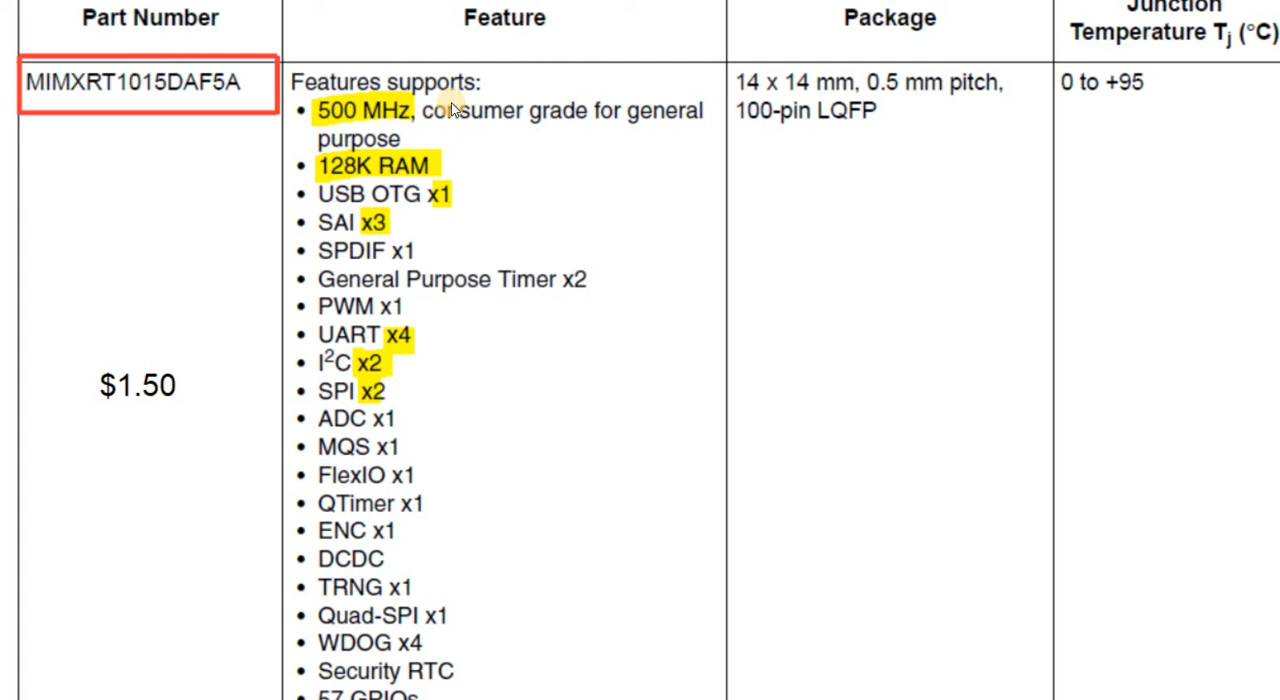 Part Number
Feature
Package
Junction
Temperature Tj (°C)
MIMXRT1015DAF5A
Features supports:
• 500 MHz, consumer grade for general
purpose
• 128K RAM
• USB OTG x1
• SAI x3
• SPDIF x1
• General Purpose Timer x2
• PWM x1
• UART x4
• I²C x2
• SPI x2
• ADC x1
• MQS x1
• FlexIO x1
• QTimer x1
• ENC x1
• DCDC
• TRNG x1
• Quad-SPI x1
• WDOG x4
• Security RTC
• 57 GPIOs
14 x 14 mm, 0.5 mm pitch,
100-pin LQFP
0 to +95
$1.50